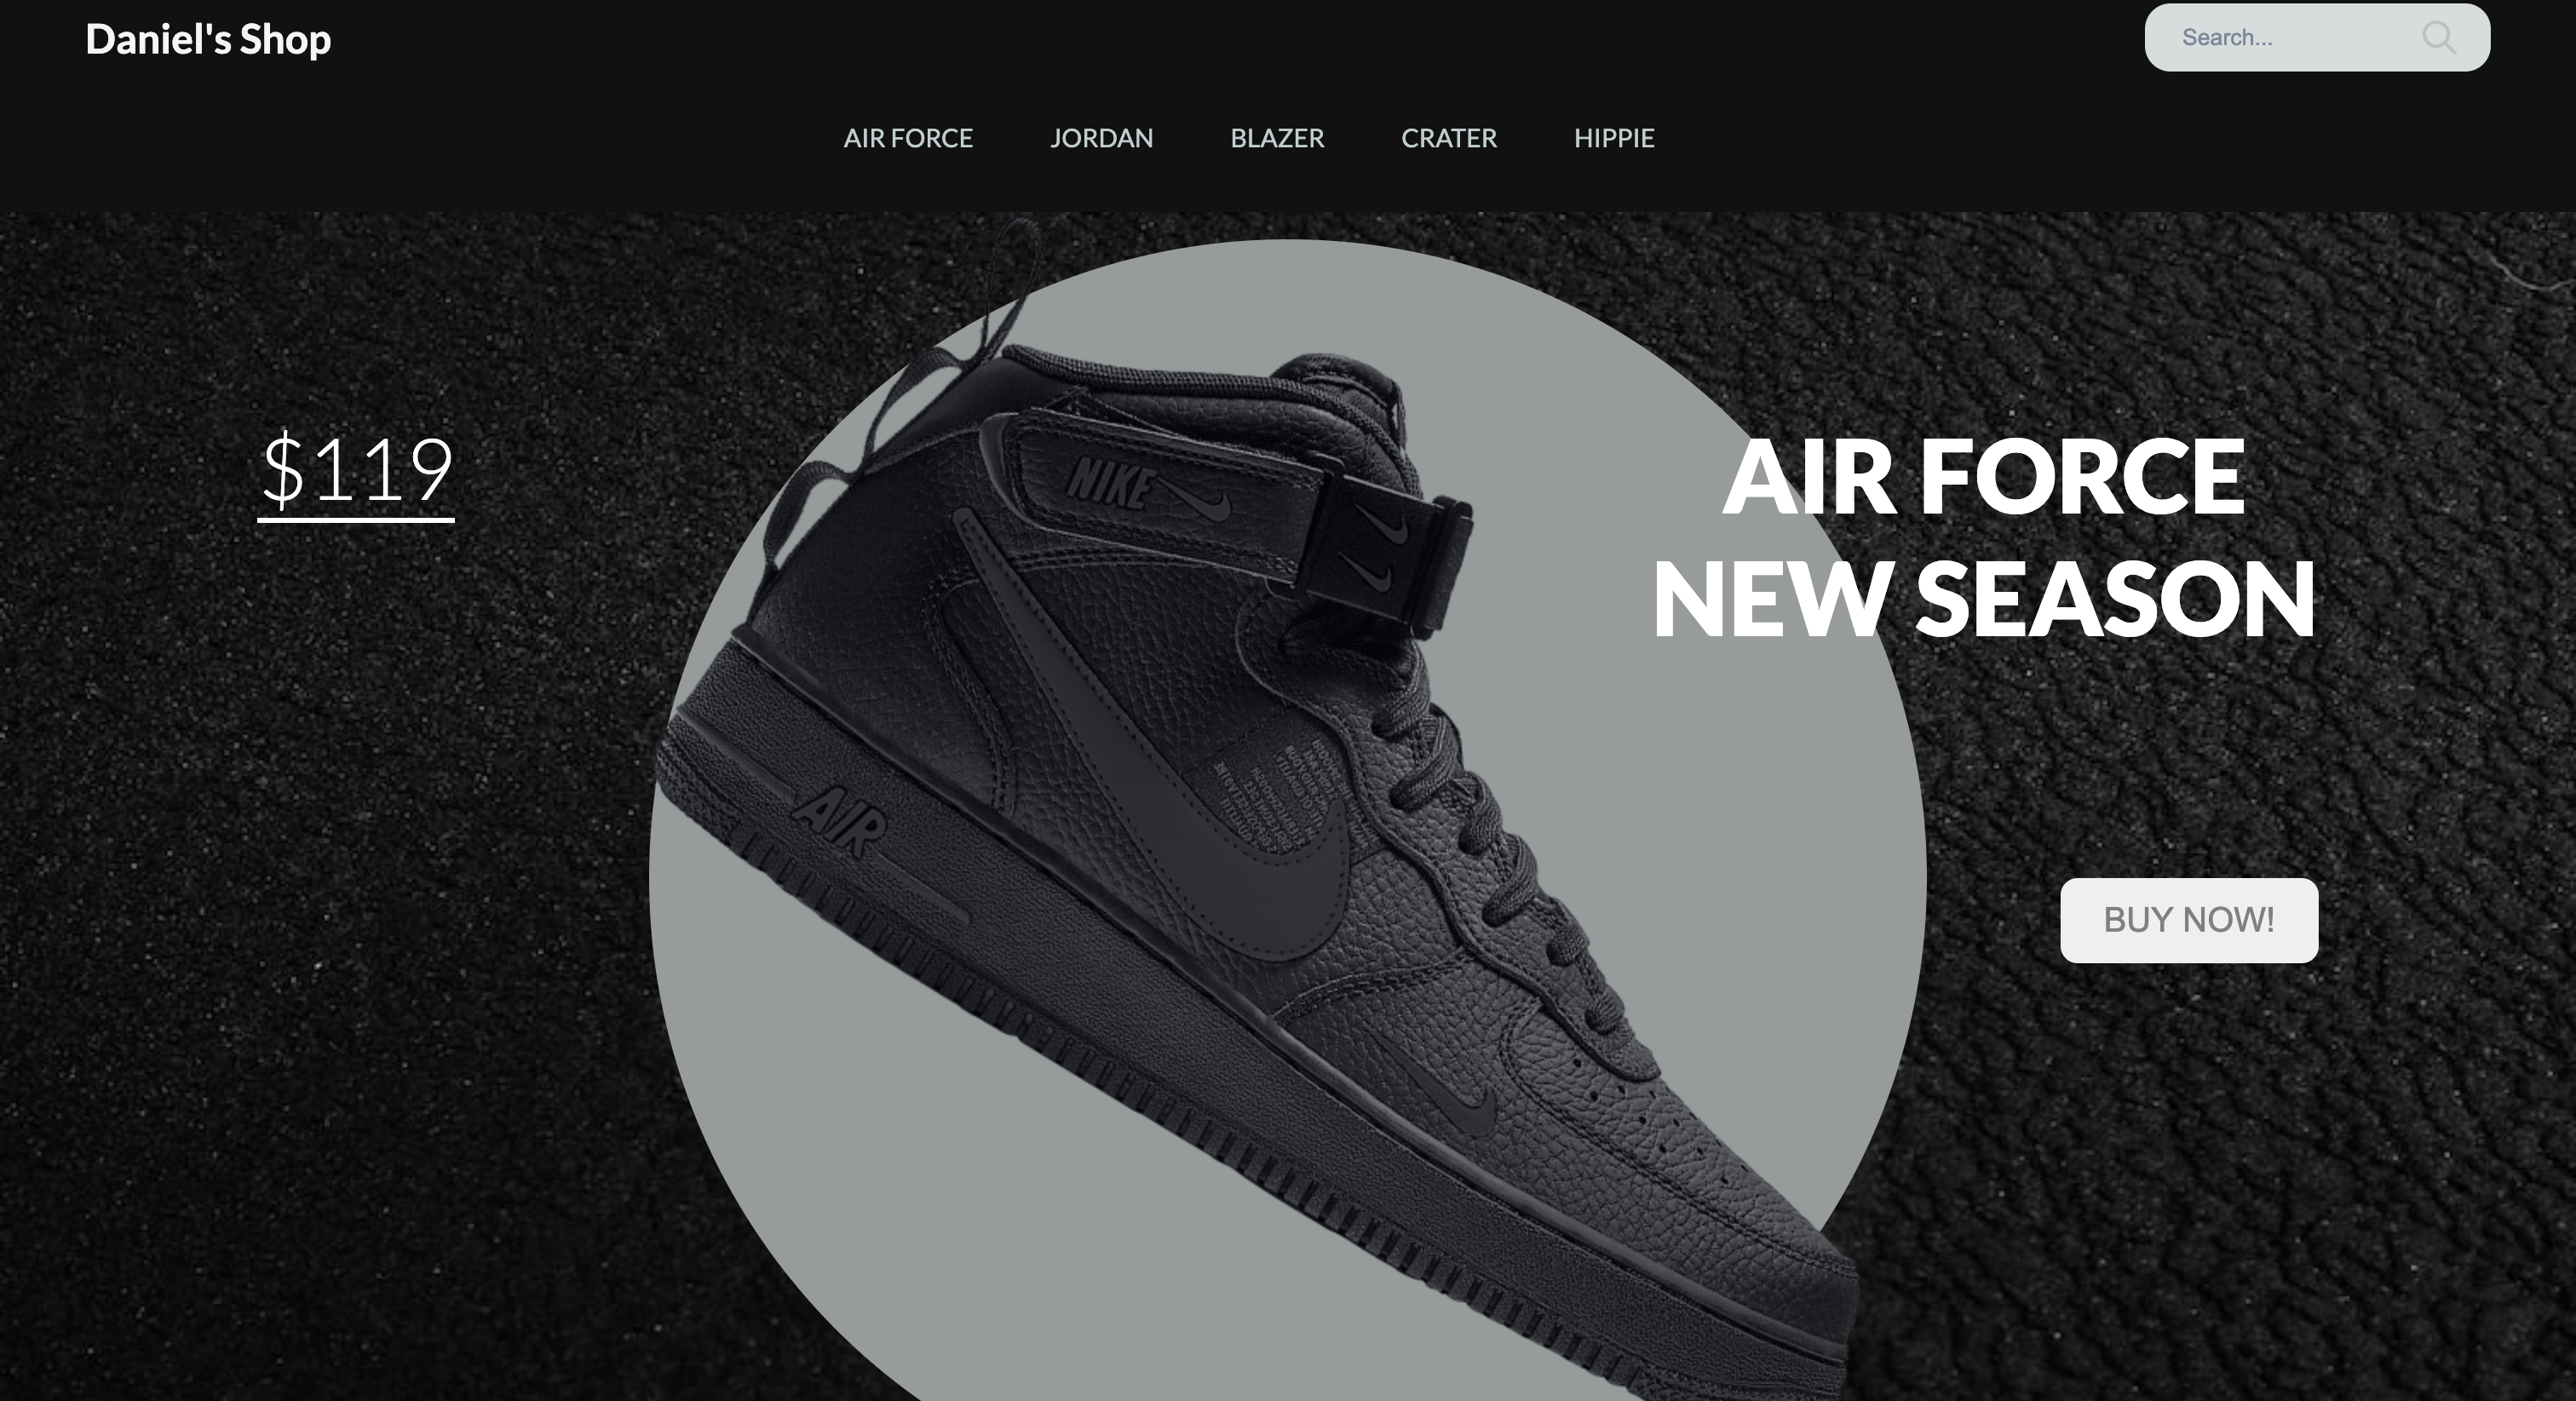 Daniel's Shop
Search...
AIR FORCE
JORDAN
BLAZER
CRATER
HIPPIE
$119
AIR FORCE
NEW SEASON
BUY NOW!
NIKE
AIR